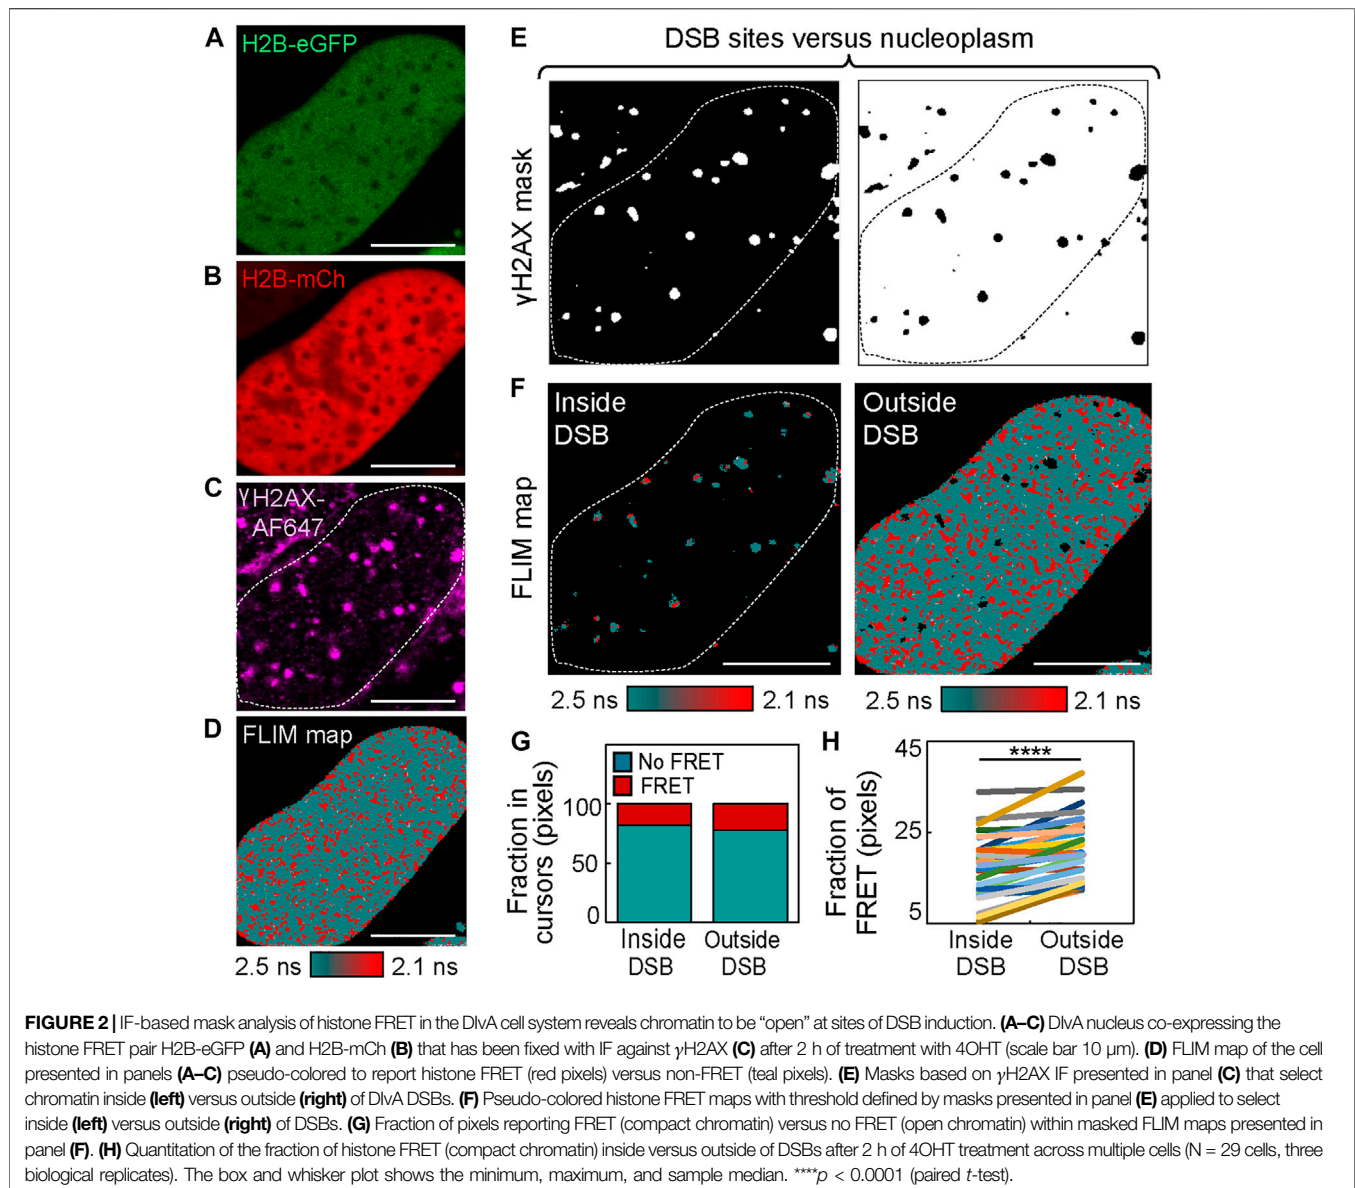 A
H2B-eGFP
B
H2B-mCh
C
γH2AX-
AF647
D
FLIM map
2.5 ns
2.1 ns
E
DSB sites versus nucleoplasm
γH2AX mask
F
Inside
DSB
Outside
DSB
FLIM map
2.5 ns
2.1 ns
2.5 ns
2.1 ns
G
No FRET
FRET
Fraction in
cursors (pixels)
100
50
0
Inside
DSB
Outside
DSB
H
****
Fraction of
FRET (pixels)
45
25
5
Inside
DSB
Outside
DSB
FIGURE 2 | IF-based mask analysis of histone FRET in the DIvA cell system reveals chromatin to be “open” at sites of DSB induction. (A–C) DIvA nucleus co-expressing the
histone FRET pair H2B-eGFP (A) and H2B-mCh (B) that has been fixed with IF against γH2AX (C) after 2 h of treatment with 4OHT (scale bar 10 μm). (D) FLIM map of the cell
presented in panels (A–C) pseudo-colored to report histone FRET (red pixels) versus non-FRET (teal pixels). (E) Masks based on γH2AX IF presented in panel (C) that select
chromatin inside (left) versus outside (right) of DIvA DSBs. (F) Pseudo-colored histone FRET maps with threshold defined by masks presented in panel (E) applied to select
inside (left) versus outside (right) of DSBs. (G) Fraction of pixels reporting FRET (compact chromatin) versus no FRET (open chromatin) within masked FLIM maps presented in
panel (F). (H) Quantitation of the fraction of histone FRET (compact chromatin) inside versus outside of DSBs after 2 h of 4OHT treatment across multiple cells (N = 29 cells, three
biological replicates). The box and whisker plot shows the minimum, maximum, and sample median. ****p < 0.0001 (paired t-test).